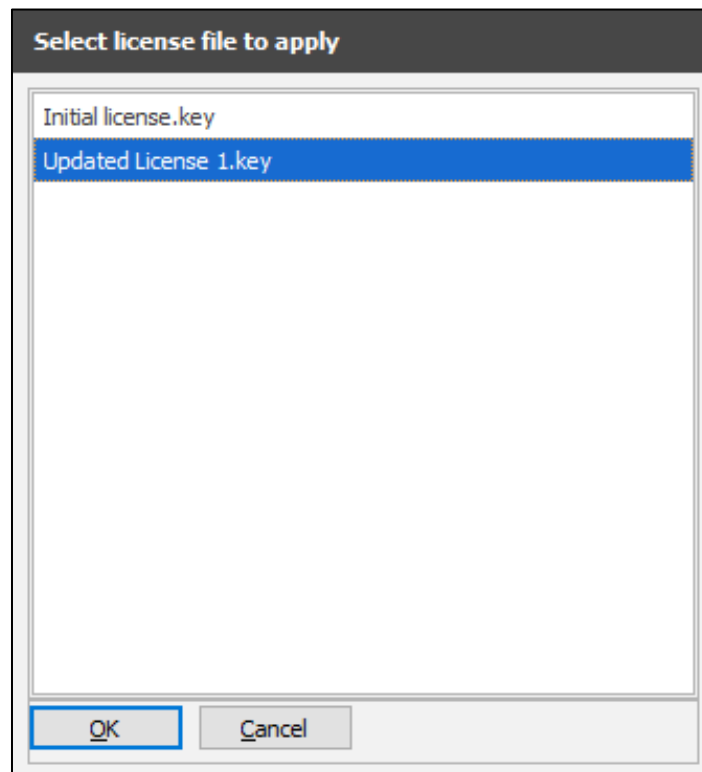 Select license file to apply
Initial license.key
Updated License 1.key
OK
Cancel